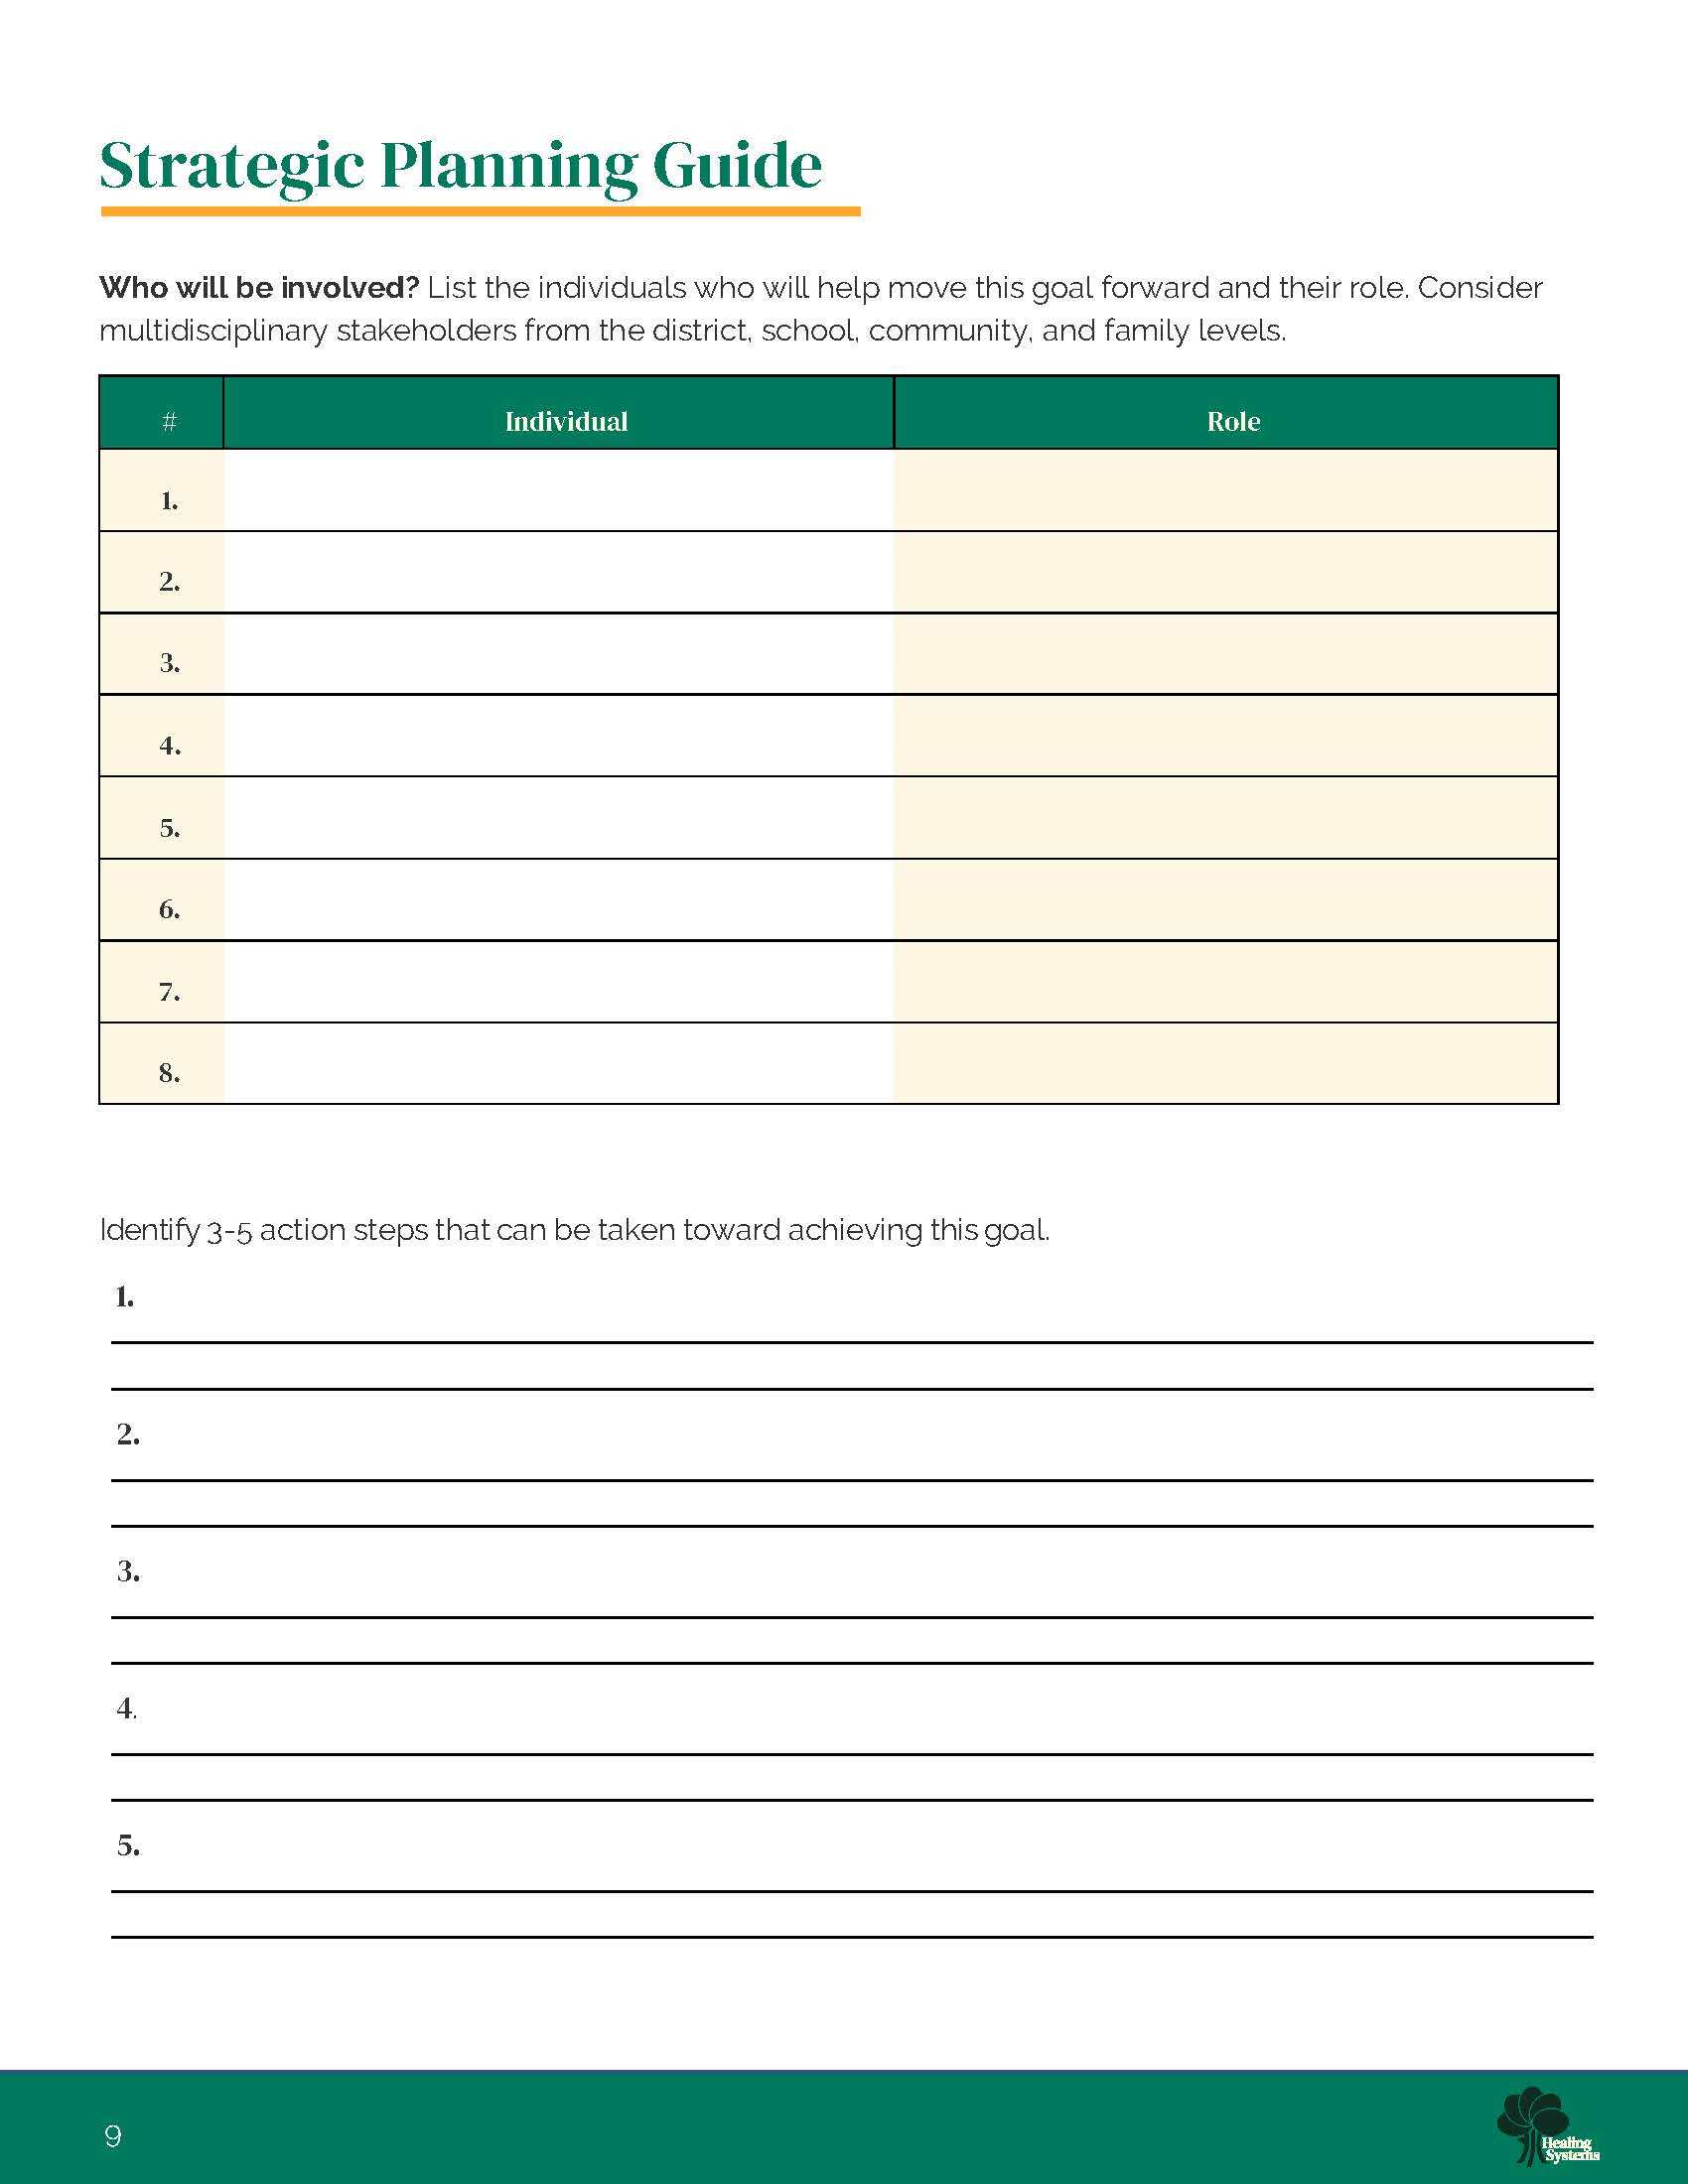 Strategic Planning Guide
Who will be involved? List the individuals who will help move this goal forward and their role. Consider
multidisciplinary stakeholders from the district, school, community, and family levels.
# Individual Role
1.
2.
3.
4.
5.
6.
7.
8.
Identify 3-5 action steps that can be taken toward achieving this goal.
1.
2.
3.
4.
5.
9
Healing
Systems